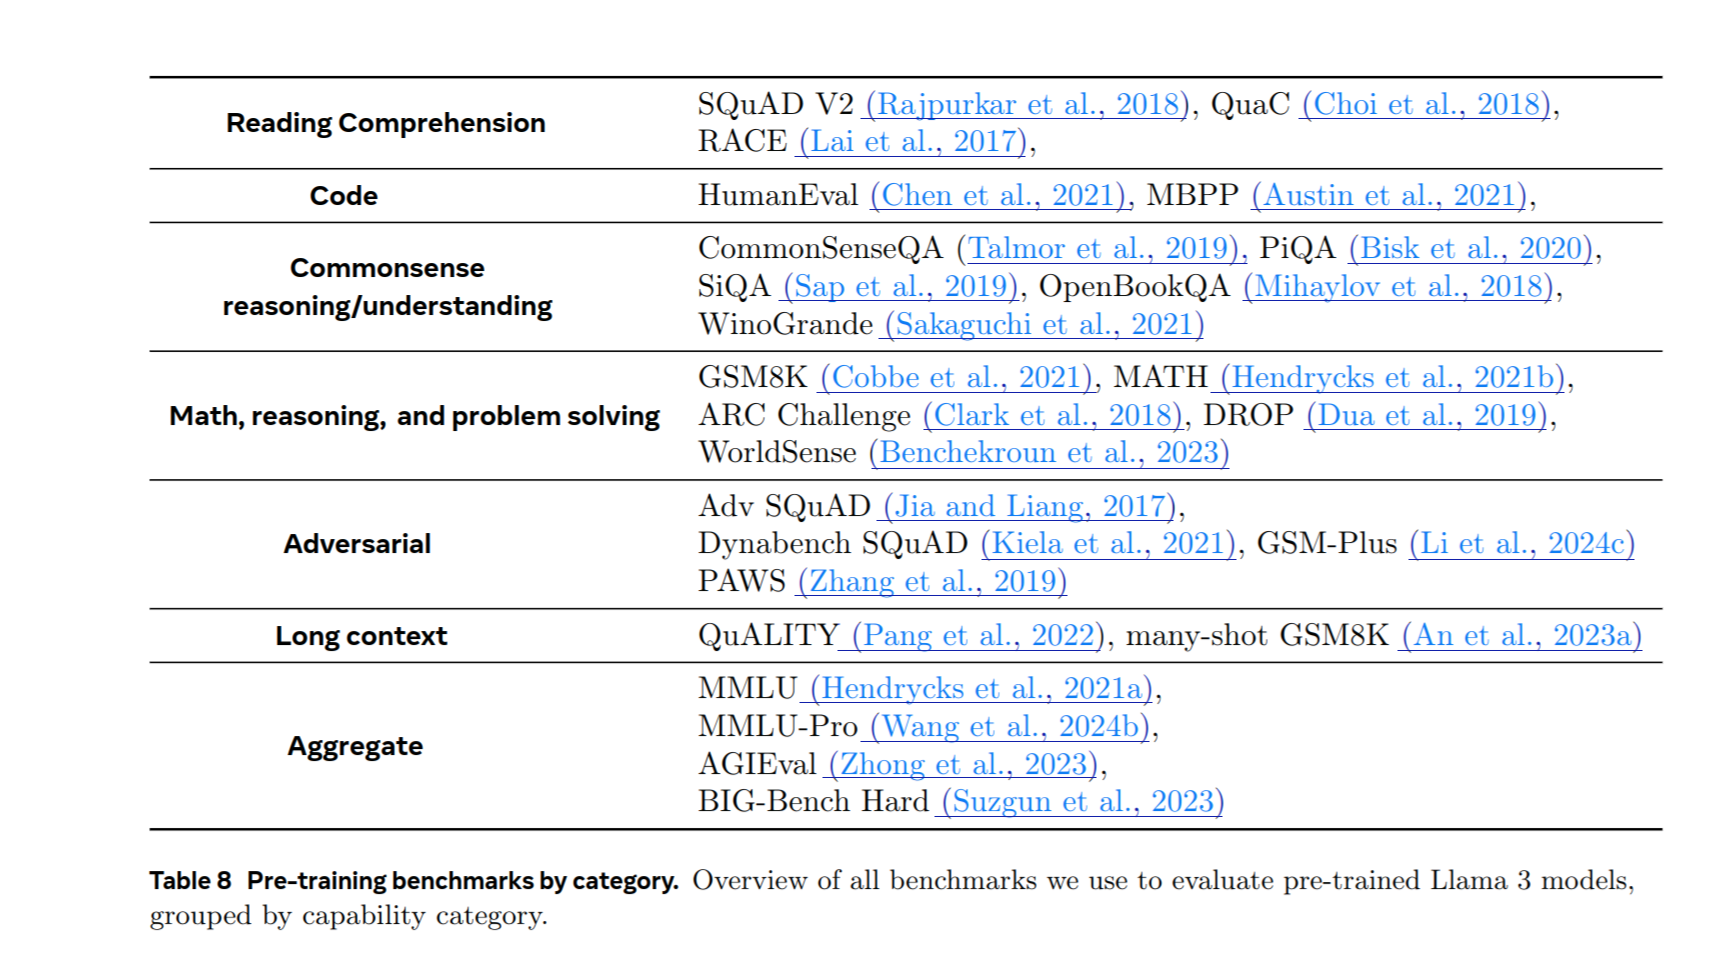 Reading Comprehension
SQuAD V2 (Rajpurkar et al., 2018), QuaC (Choi et al., 2018),
RACE (Lai et al., 2017),
Code
HumanEval (Chen et al., 2021), MBPP (Austin et al., 2021),
Commonsense
reasoning/understanding
CommonSenseQA (Talmor et al., 2019), PiQA (Bisk et al., 2020),
SiQA (Sap et al., 2019), OpenBookQA (Mihaylov et al., 2018),
WinoGrande (Sakaguchi et al., 2021)
Math, reasoning, and problem solving
GSM8K (Cobbe et al., 2021), MATH (Hendrycks et al., 2021b),
ARC Challenge (Clark et al., 2018), DROP (Dua et al., 2019),
WorldSense (Benchekroun et al., 2023)
Adversarial
Adv SQuAD (Jia and Liang, 2017),
Dynabench SQuAD (Kiela et al., 2021), GSM-Plus (Li et al., 2024c)
PAWS (Zhang et al., 2019)
Long context
QuALITY (Pang et al., 2022), many-shot GSM8K (An et al., 2023a)
Aggregate
MMLU (Hendrycks et al., 2021a),
MMLU-Pro (Wang et al., 2024b),
AGIEval (Zhong et al., 2023),
BIG-Bench Hard (Suzgun et al., 2023)
Table 8 Pre-training benchmarks by category. Overview of all benchmarks we use to evaluate pre-trained Llama 3 models,
grouped by capability category.